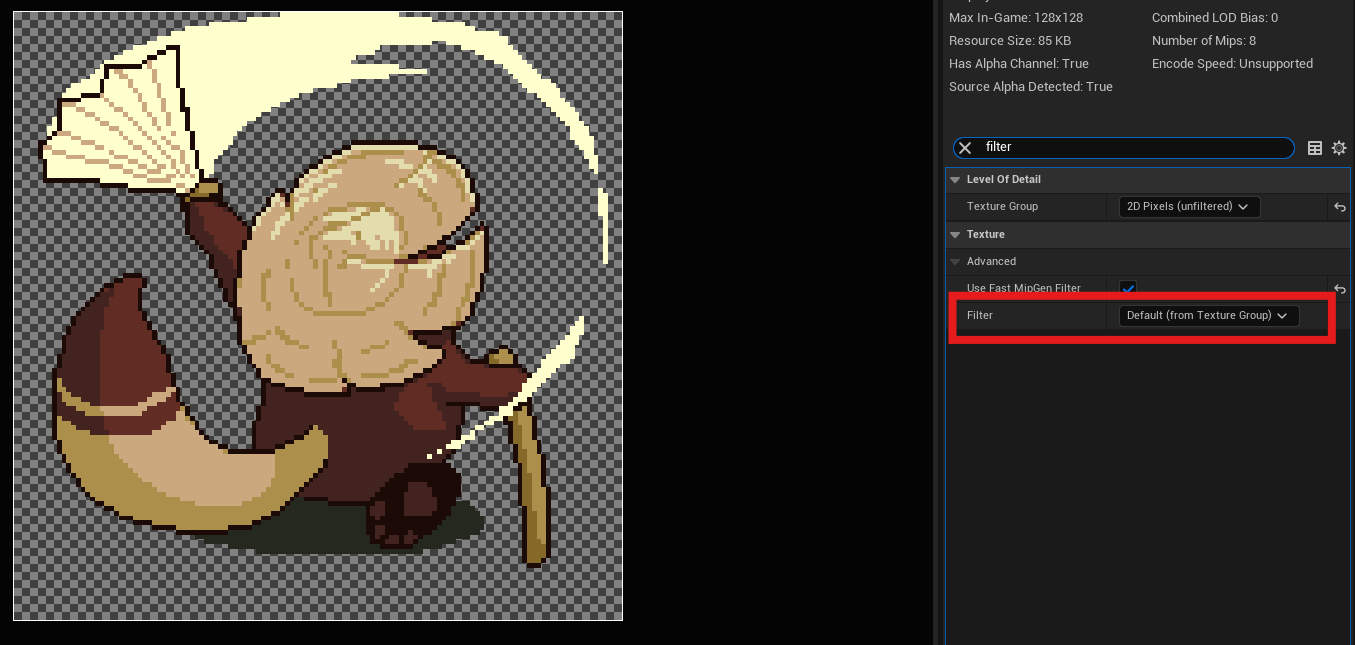 Max In-Game: 128x128 Combined LOD Bias: 0
Resource Size: 85 KB Number of Mips: 8
Has Alpha Channel: True Encode Speed: Unsupported
Source Alpha Detected: True
filter
Level Of Detail
Texture Group 2D Pixels (unfiltered)
Texture
Advanced
Use Fast MipGen Filter
Filter Default (from Texture Group)